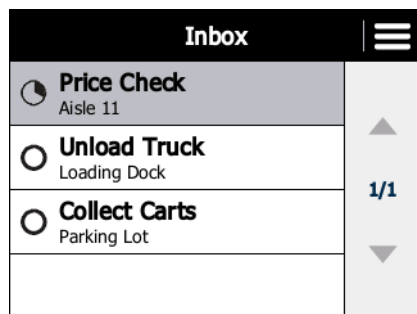 Inbox
Price Check
Aisle 11
Unload Truck
Loading Dock
1/1
Collect Carts
Parking Lot